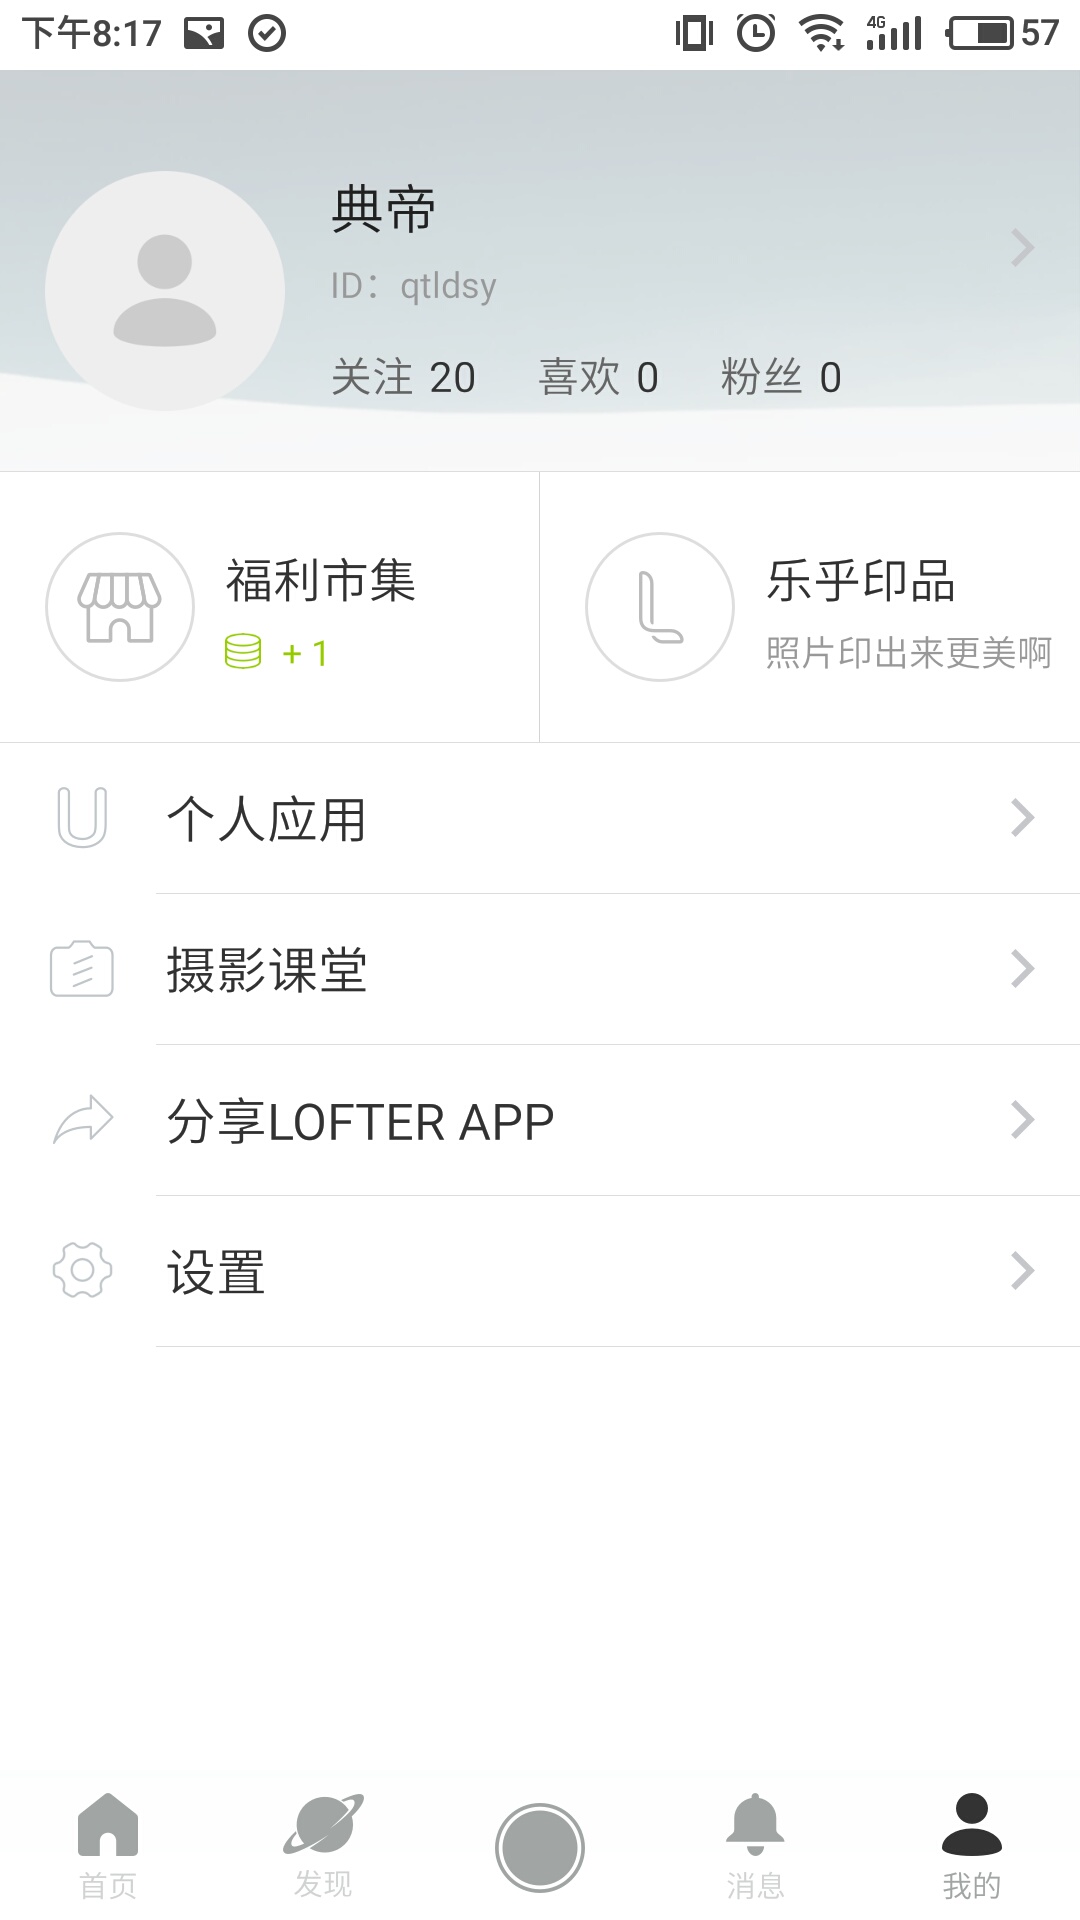 下午8:17 4G 57
典帝
ID：qtldsy
关注 20 喜欢 0 粉丝 0
福利市集
+ 1
乐乎印品
照片印出来更美啊
个人应用
摄影课堂
分享LOFTER APP
设置
首页 发现 消息 我的